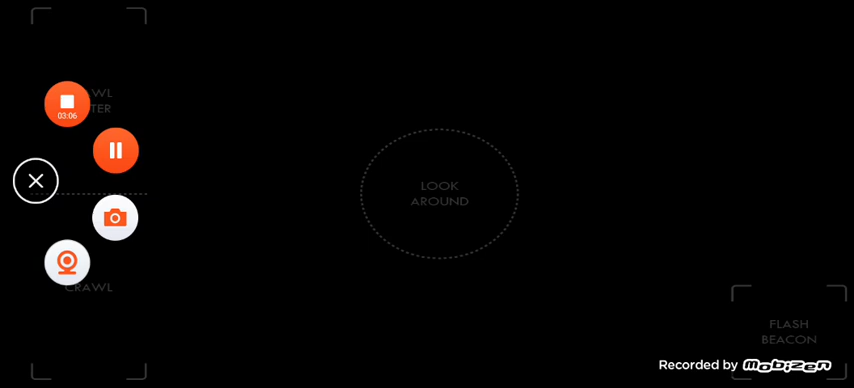 03:06
LOOK
AROUND
CRAWL
FLASH
BEACON
Recorded by MOBIZEN